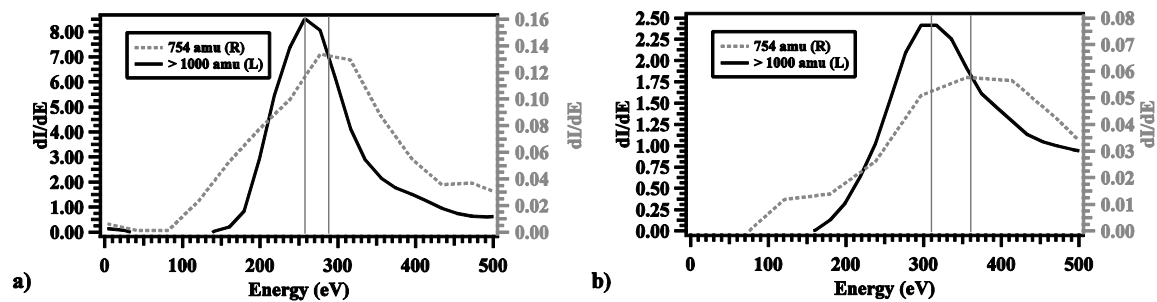 8.00
7.00
6.00
5.00
4.00
3.00
2.00
1.00
0.00
dI/dE
754 amu (R)
> 1000 amu (L)
0.16
0.14
0.12
0.10
0.08
0.06
0.04
0.02
0.00
dI/dE
0 100 200 300 400 500
Energy (eV)
a)
2.50
2.25
2.00
1.75
1.50
1.25
1.00
0.75
0.50
0.25
0.00
dI/dE
754 amu (R)
> 1000 amu (L)
0.08
0.07
0.06
0.05
0.04
0.03
0.02
0.01
0.00
dI/dE
0 100 200 300 400 500
Energy (eV)
b)